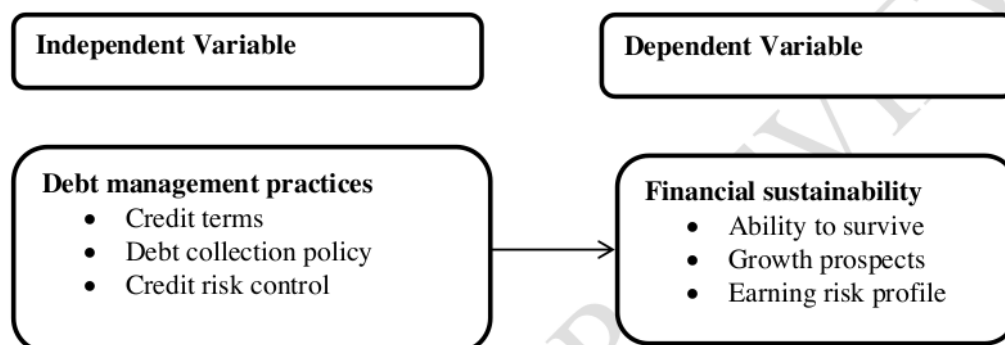 Independent Variable
Dependent Variable
Debt management practices
• Credit terms
• Debt collection policy
• Credit risk control
Financial sustainability
• Ability to survive
• Growth prospects
• Earning risk profile